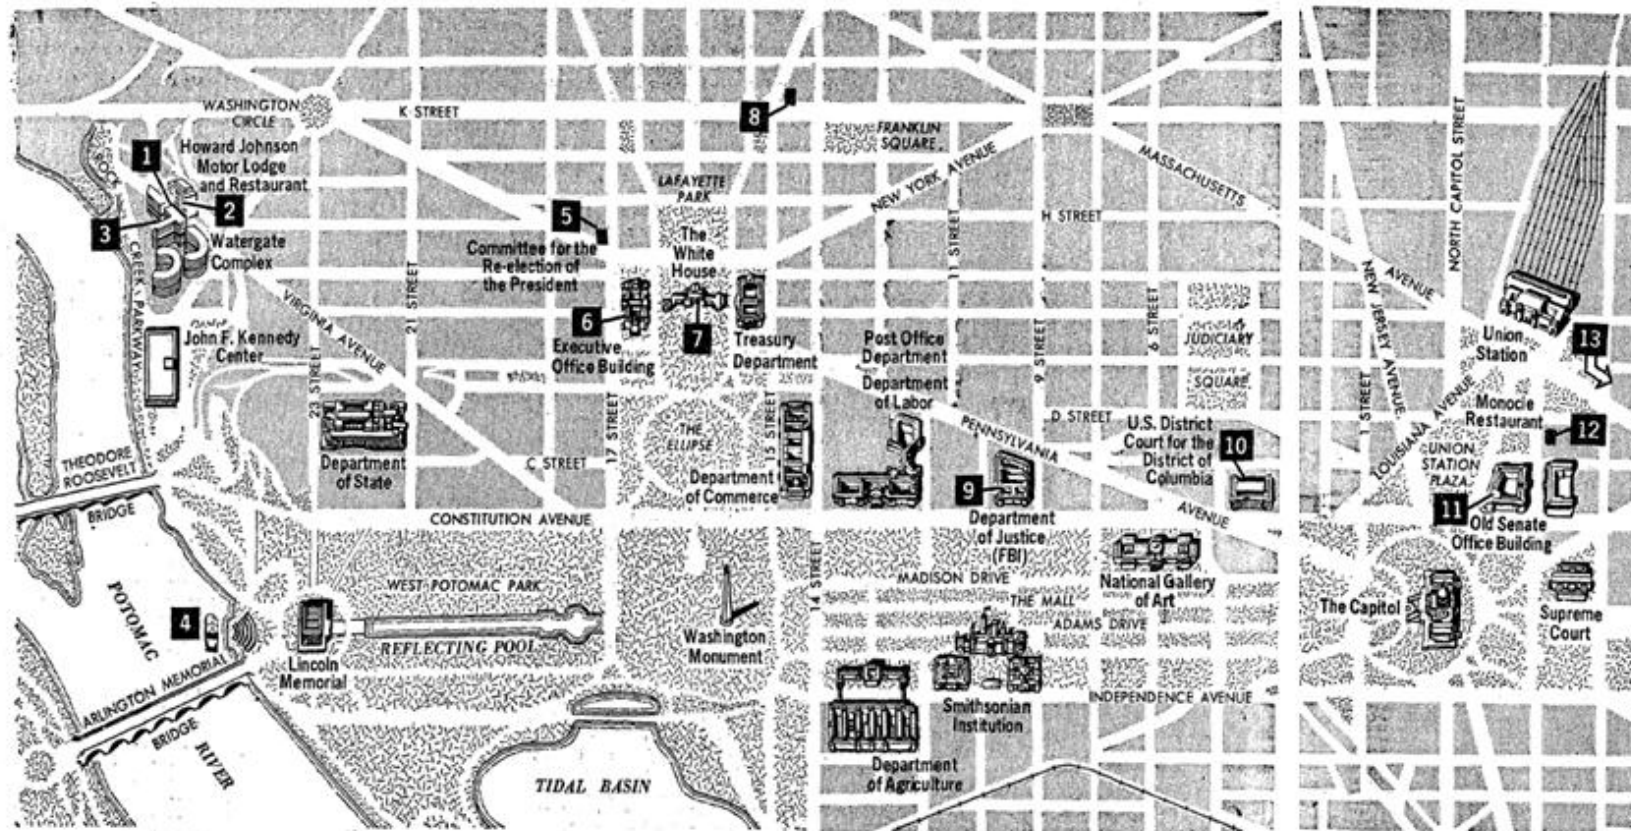 WASHINGTON
CIRCLE
K STREET
8
FRANKLIN
SQUARE
1
Howard Johnson
Motor Lodge
and Restaurant
ROCK
CREEK PARKWAY
2
3
Watergate
Complex
LAFAYETTE
PARK
NEW YORK AVENUE
MASSACHUSETTS
AVENUE
NORTH CAPITOL STREET
5
Committee for the
Re-election of
the President
The
White
House
11 STREET
H STREET
21 STREET
VIRGINIA AVENUE
6
Executive
Office Building
7
Treasury
Department
Post Office
Department
Department
of Labor
9 STREET
6 STREET
JUDICIARY
SQUARE
NEW JERSEY AVENUE
Union
Station
13
John F. Kennedy
Center
23 STREET
17 STREET
THE
ELLIPSE
15 STREET
PENNSYLVANIA
AVENUE
D STREET
U.S. District
Court for the
District of
Columbia
10
1 STREET
LOUISIANA AVENUE
Monocle
Restaurant
12
UNION
STATION
PLAZA
THEODORE
ROOSEVELT
BRIDGE
Department
of State
C STREET
Department
of Commerce
9
Department
of Justice
(FBI)
11
Old Senate
Office Building
CONSTITUTION AVENUE
14 STREET
WEST POTOMAC PARK
MADISON DRIVE
THE MALL
ADAMS DRIVE
National Gallery
of Art
The Capitol
Supreme
Court
POTOMAC
RIVER
4
ARLINGTON MEMORIAL
BRIDGE
Lincoln
Memorial
REFLECTING POOL
Washington
Monument
Smithsonian
Institution
INDEPENDENCE AVENUE
Department
of Agriculture
TIDAL BASIN